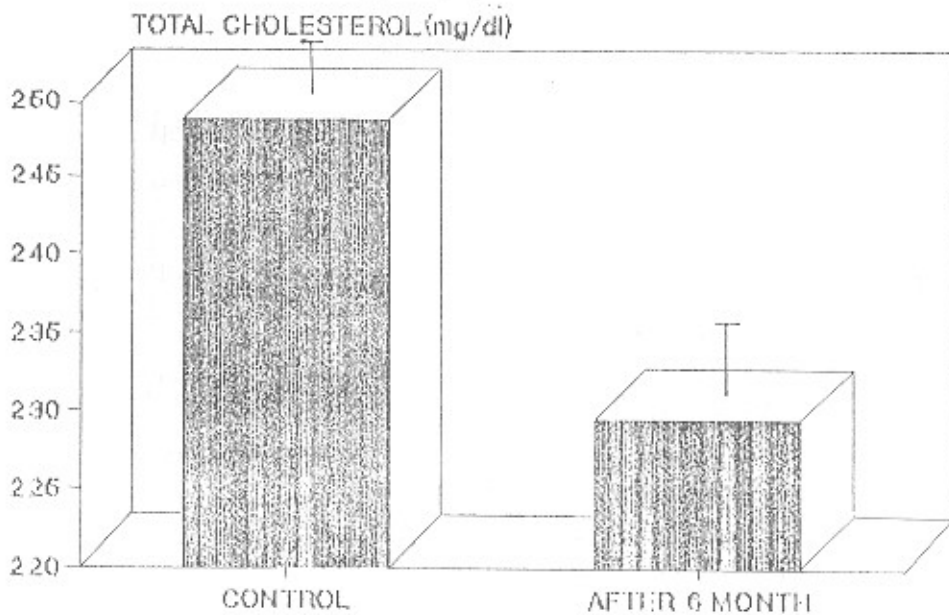 TOTAL CHOLESTEROL (mg/dl)
250
245
240
235
230
225
220
CONTROL
AFTER 6 MONTH